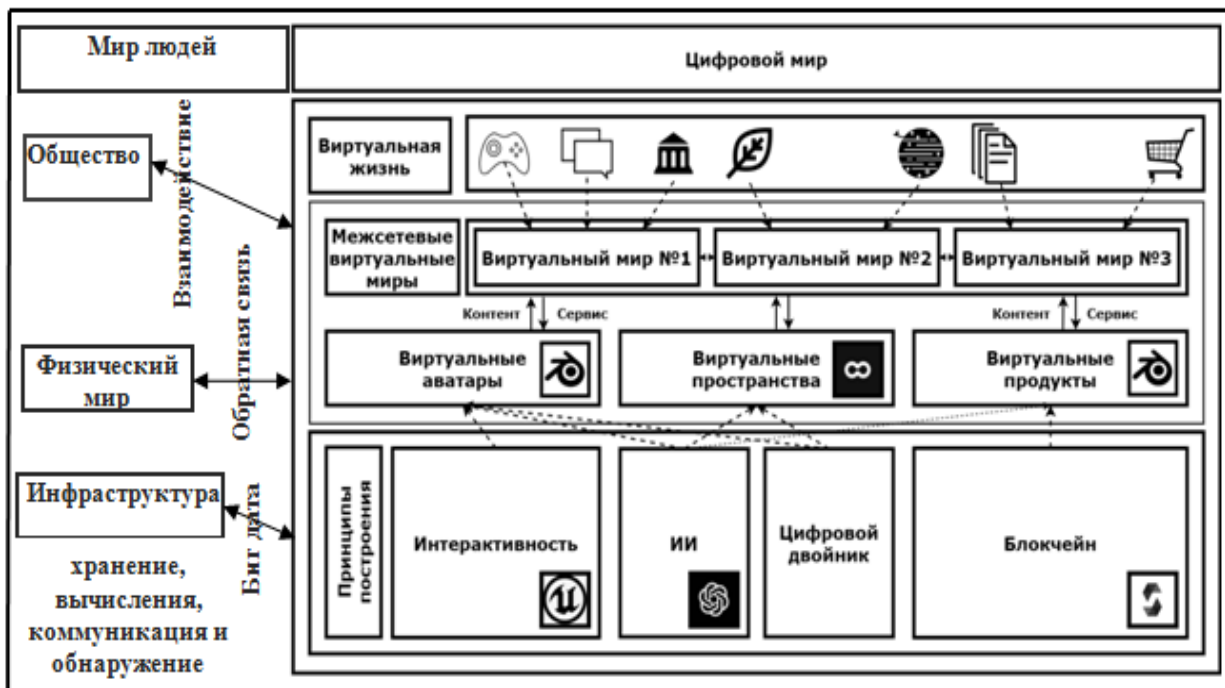 Мир людей
Цифровой мир
Общество
Взаимодействие
Виртуальная
жизнь
Межсетевые
виртуальные
миры
Виртуальный мир №1
Виртуальный мир №2
Виртуальный мир №3
Контент
Сервис
Контент
Сервис
Физический
мир
Обратная связь
Виртуальные
аватары
Виртуальные
пространства
Виртуальные
продукты
Инфраструктура
Биг дата
хранение,
вычисления,
коммуникация и
обнаружение
Принципы
построения
Интерактивность
ИИ
Цифровой
двойник
Блокчейн